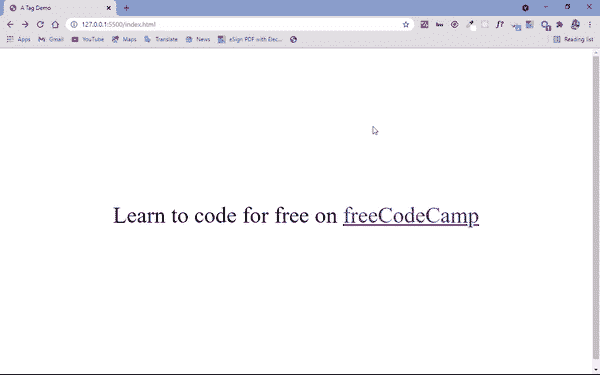 A Tag Demo
127.0.0.1:5500/index.html
Apps Gmail YouTube Maps Translate News eSign PDF with Elec... Reading list
Learn to code for free on freeCodeCamp